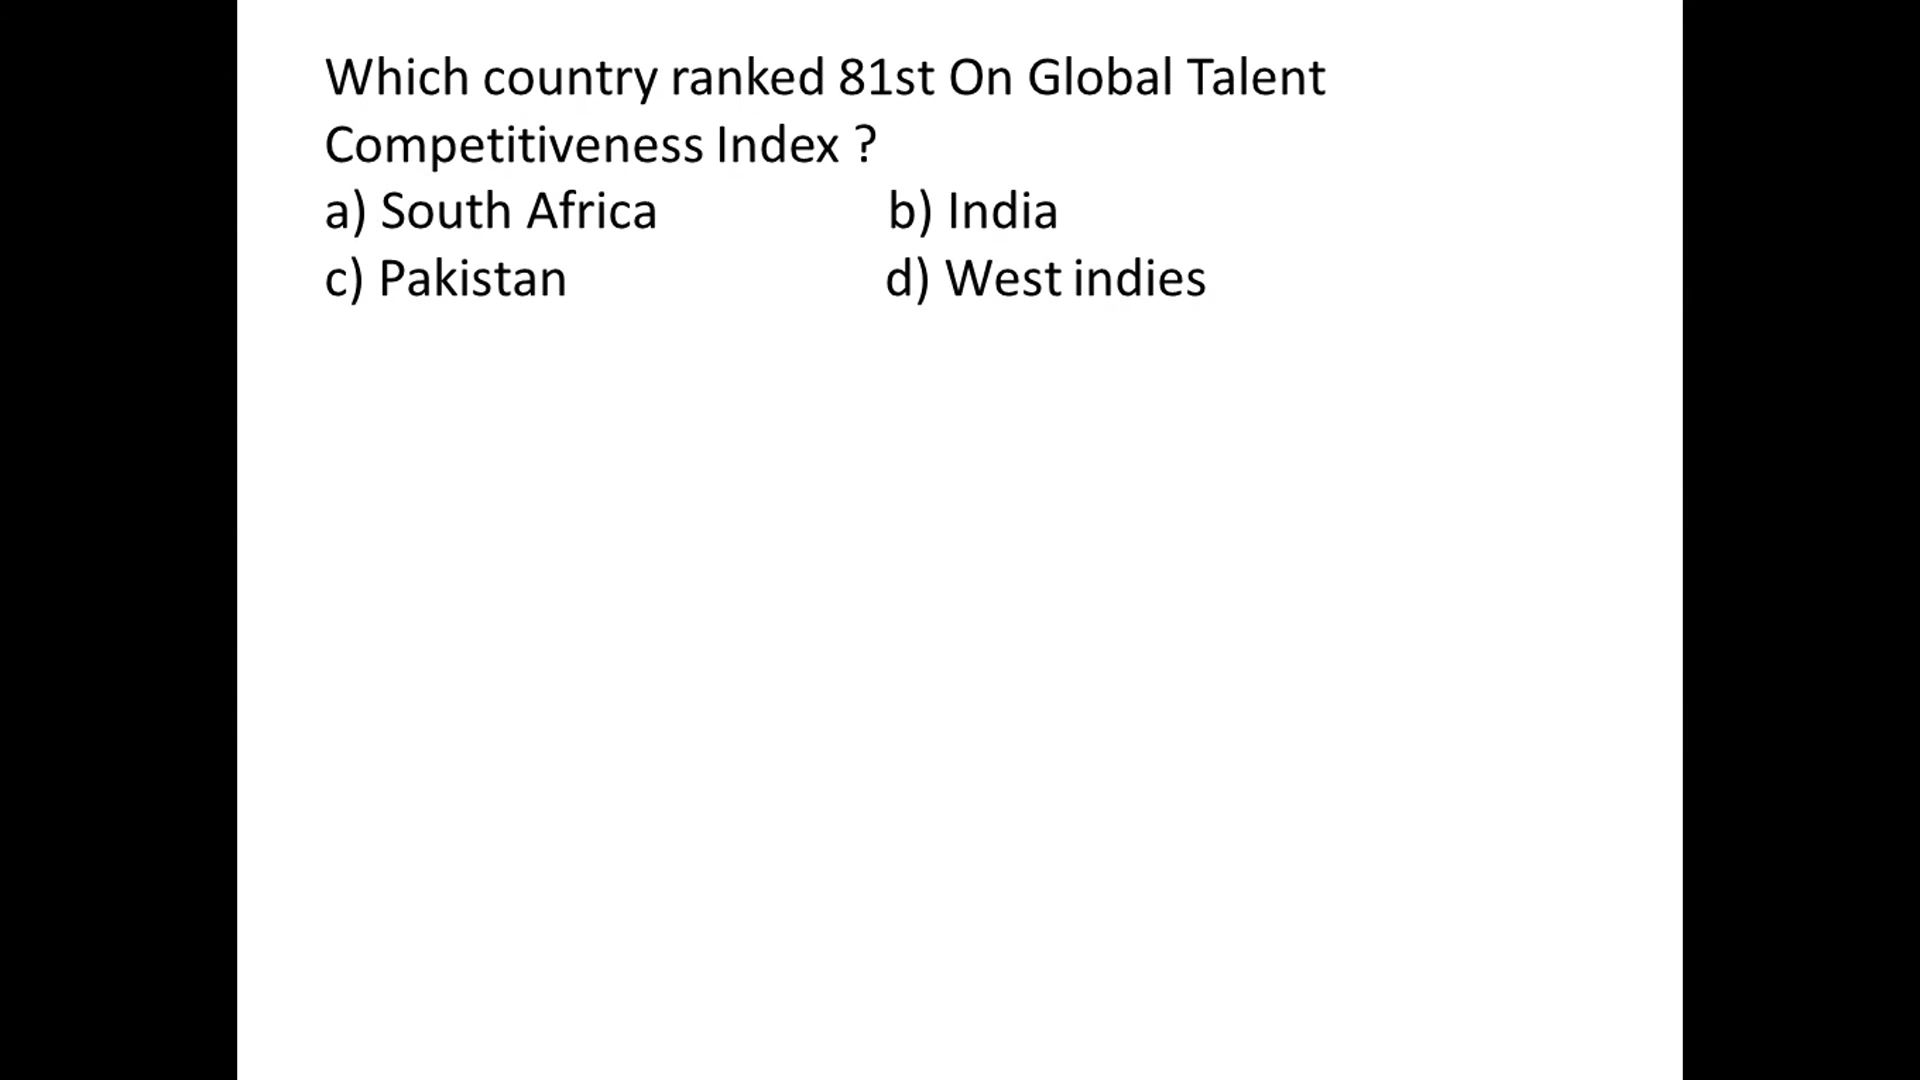 Which country ranked 81st On Global Talent
Competitiveness Index ?
a) South Africa b) India
c) Pakistan d) West indies